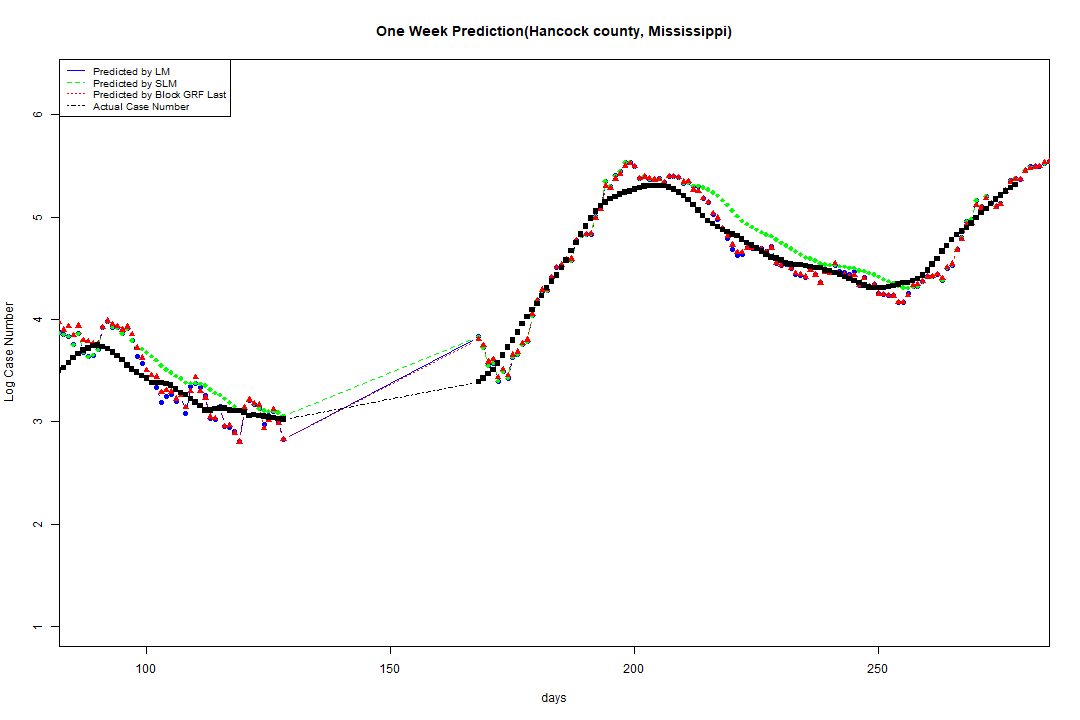 One Week Prediction(Hancock county, Mississippi)
Predicted by LM
Predicted by SLM
Predicted by Block GRF Last
Actual Case Number
6
5
4
3
2
1
Log Case Number
100 150 200 250
days